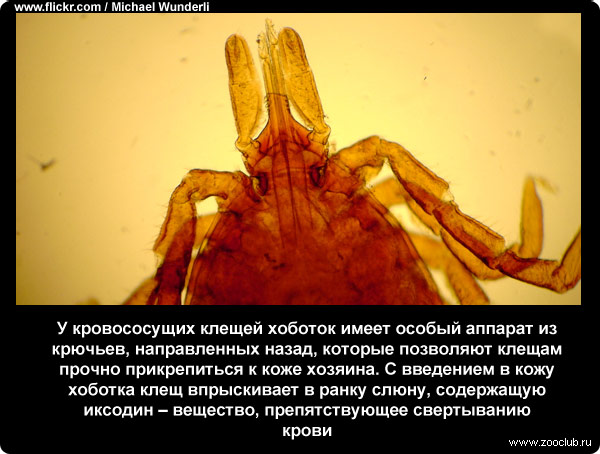 www.flickr.com / Michael Wunderli
У кровососущих клещей хоботок имеет особый аппарат из
крючьев, направленных назад, которые позволяют клещам
прочно прикрепиться к коже хозяина. С введением в кожу
хоботка клещ впрыскивает в ранку слюну, содержащую
иксодин – вещество, препятствующее свертыванию
крови
www.zooclub.ru